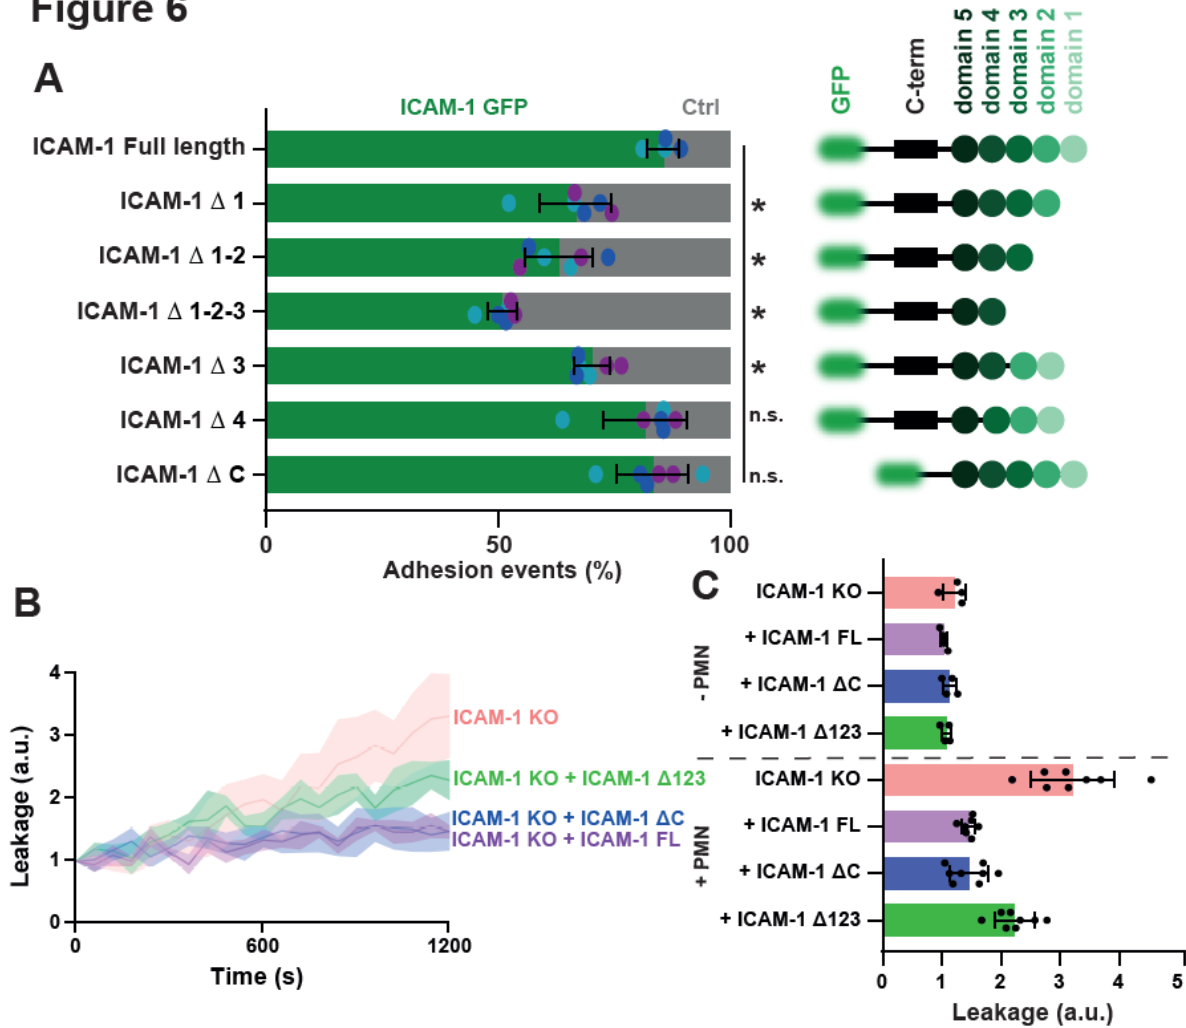 Figure 6
A
ICAM-1 GFP
Ctrl
GFP
C-term
domain 5
domain 4
domain 3
domain 2
domain 1
ICAM-1 Full length
ICAM-1 Δ 1
*
ICAM-1 Δ 1-2
*
ICAM-1 Δ 1-2-3
*
ICAM-1 Δ 3
*
ICAM-1 Δ 4
n.s.
ICAM-1 Δ C
n.s.
0
50
100
Adhesion events (%)
B
Leakage (a.u.)
4
3
2
1
0
0
600
1200
Time (s)
ICAM-1 KO
ICAM-1 KO + ICAM-1 Δ123
ICAM-1 KO + ICAM-1 ΔC
ICAM-1 KO + ICAM-1 FL
C
- PMN
ICAM-1 KO
+ ICAM-1 FL
+ ICAM-1 ΔC
+ ICAM-1 Δ123
+ PMN
ICAM-1 KO
+ ICAM-1 FL
+ ICAM-1 ΔC
+ ICAM-1 Δ123
0
1
2
3
4
5
Leakage (a.u.)